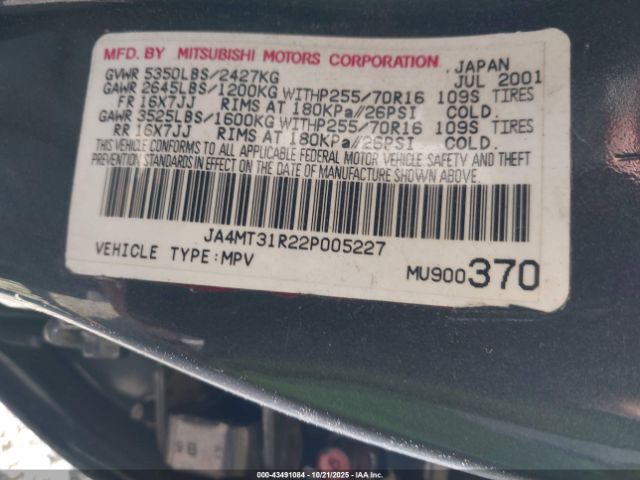 MFD. BY MITSUBISHI MOTORS CORPORATION JAPAN
GVWR 5350LBS/2427KG JUL 2001
GAWR 2645LBS/1200KG WITHP255/70R16 109S TIRES
FR 16X7JJ RIMS AT 180KPa//26PSI COLD.
GAWR 3525LBS/1600KG WITHP255/70R16 109S TIRES
RR 16X7JJ RIMS AT 180KPa//26PSI COLD.
THIS VEHICLE CONFORMS TO ALL APPLICABLE FEDERAL MOTOR VEHICLE SAFETY AND THEFT
PREVENTION STANDARDS IN EFFECT ON THE DATE OF MANUFACTURE SHOWN ABOVE.
JA4MT31R22P005227
VEHICLE TYPE:MPV MU900370
000-43491084 - 10/21/2025 - IAAI